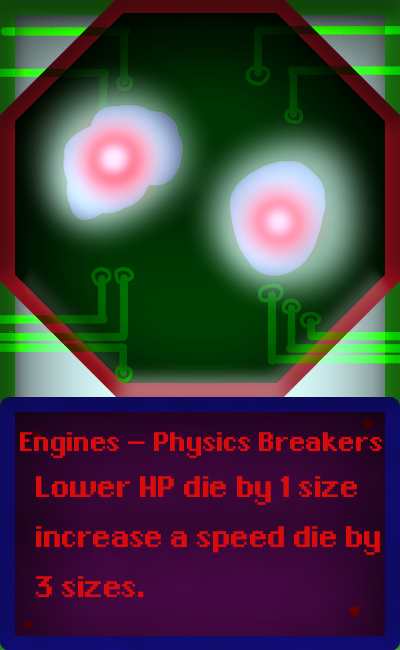 Engines – Physics Breakers
Lower HP die by 1 size
increase a speed die by
3 sizes.